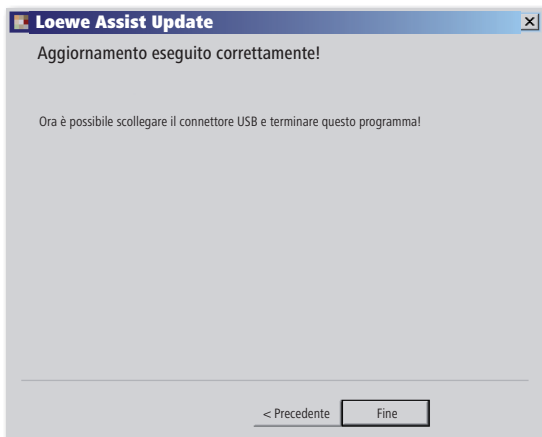 Loewe Assist Update
Aggiornamento eseguito correttamente!
Ora è possibile scollegare il connettore USB e terminare questo programma!
< Precedente
Fine